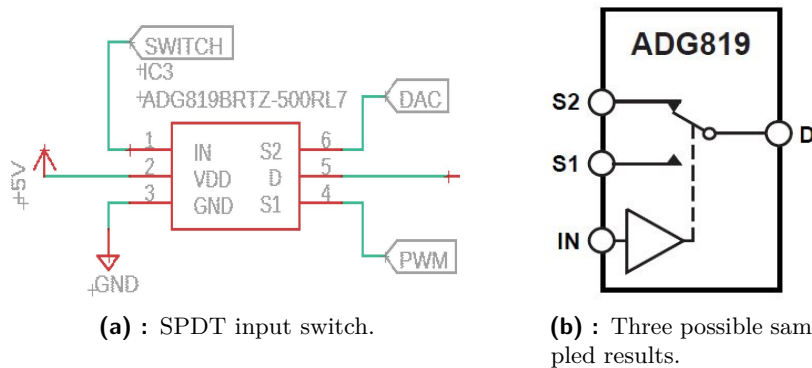 SWITCH
IC3
ADG819BRTZ-500RL7
DAC
1 IN S2 6
2 VDD D 5
3 GND S1 4
+5V
GND
PWM
(a) : SPDT input switch.
ADG819
S2
D
S1
IN
(b) : Three possible sam
pled results.